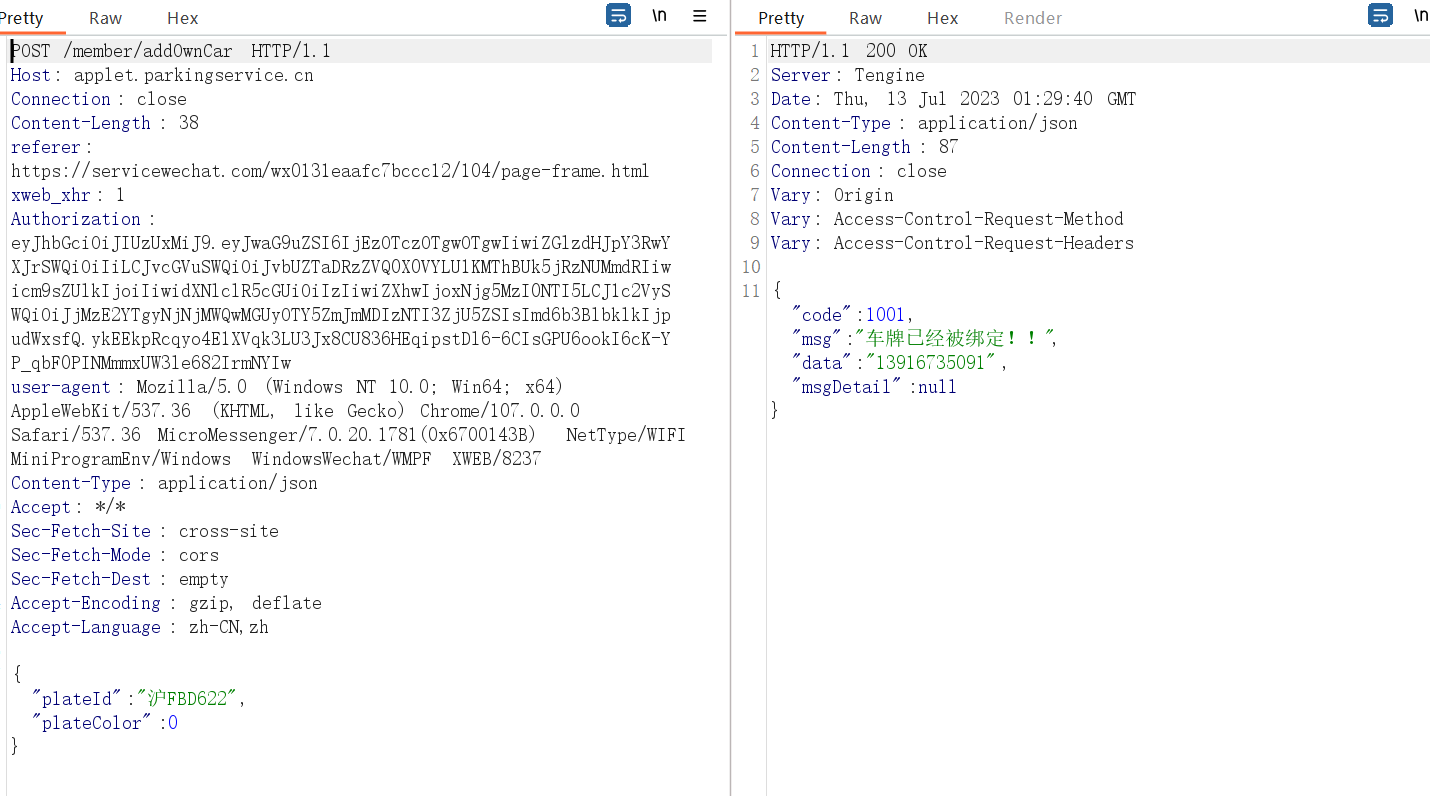 Pretty Raw Hex \n
POST /member/addOwnCar HTTP/1.1
Host: applet.parkingservice.cn
Connection: close
Content-Length: 38
referer:
https://servicewechat.com/wx0131eaafc7bccc12/104/page-frame.html
xweb_xhr: 1
Authorization:
user-agent: Mozilla/5.0 (Windows NT 10.0; Win64; x64)
AppleWebKit/537.36 (KHTML, like Gecko) Chrome/107.0.0.0
Safari/537.36 MicroMessenger/7.0.20.1781(0x6700143B) NetType/WIFI
MiniProgramEnv/Windows WindowsWechat/WMPF XWEB/8237
Content-Type: application/json
Accept: */*
Sec-Fetch-Site: cross-site
Sec-Fetch-Mode: cors
Sec-Fetch-Dest: empty
Accept-Encoding: gzip, deflate
Accept-Language: zh-CN,zh
{
"plateId":"沪FBD622",
"plateColor":0
}
Pretty Raw Hex Render \n
1 HTTP/1.1 200 OK
2 Server: Tengine
3 Date: Thu, 13 Jul 2023 01:29:40 GMT
4 Content-Type: application/json
5 Content-Length: 87
6 Connection: close
7 Vary: Origin
8 Vary: Access-Control-Request-Method
9 Vary: Access-Control-Request-Headers
10
11 {
"code":1001,
"msg":"车牌已经被绑定！！",
"data":"13916735091",
"msgDetail":null
}